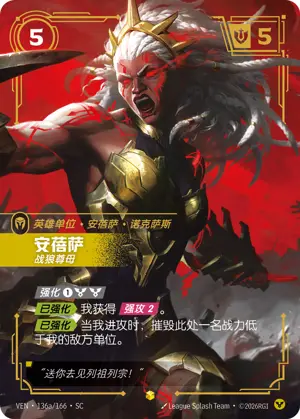 5
5
英雄单位 · 安蓓萨 · 诺克萨斯
安蓓萨
战狼尊母
强化 1
已强化 我获得 强攻 2 。
已强化 当我进攻时，摧毁此处一名战力低
于我的敌方单位。
“送你去见列祖列宗！”
VEN · 136a/166 · SC
League Splash Team · ©2026RGI